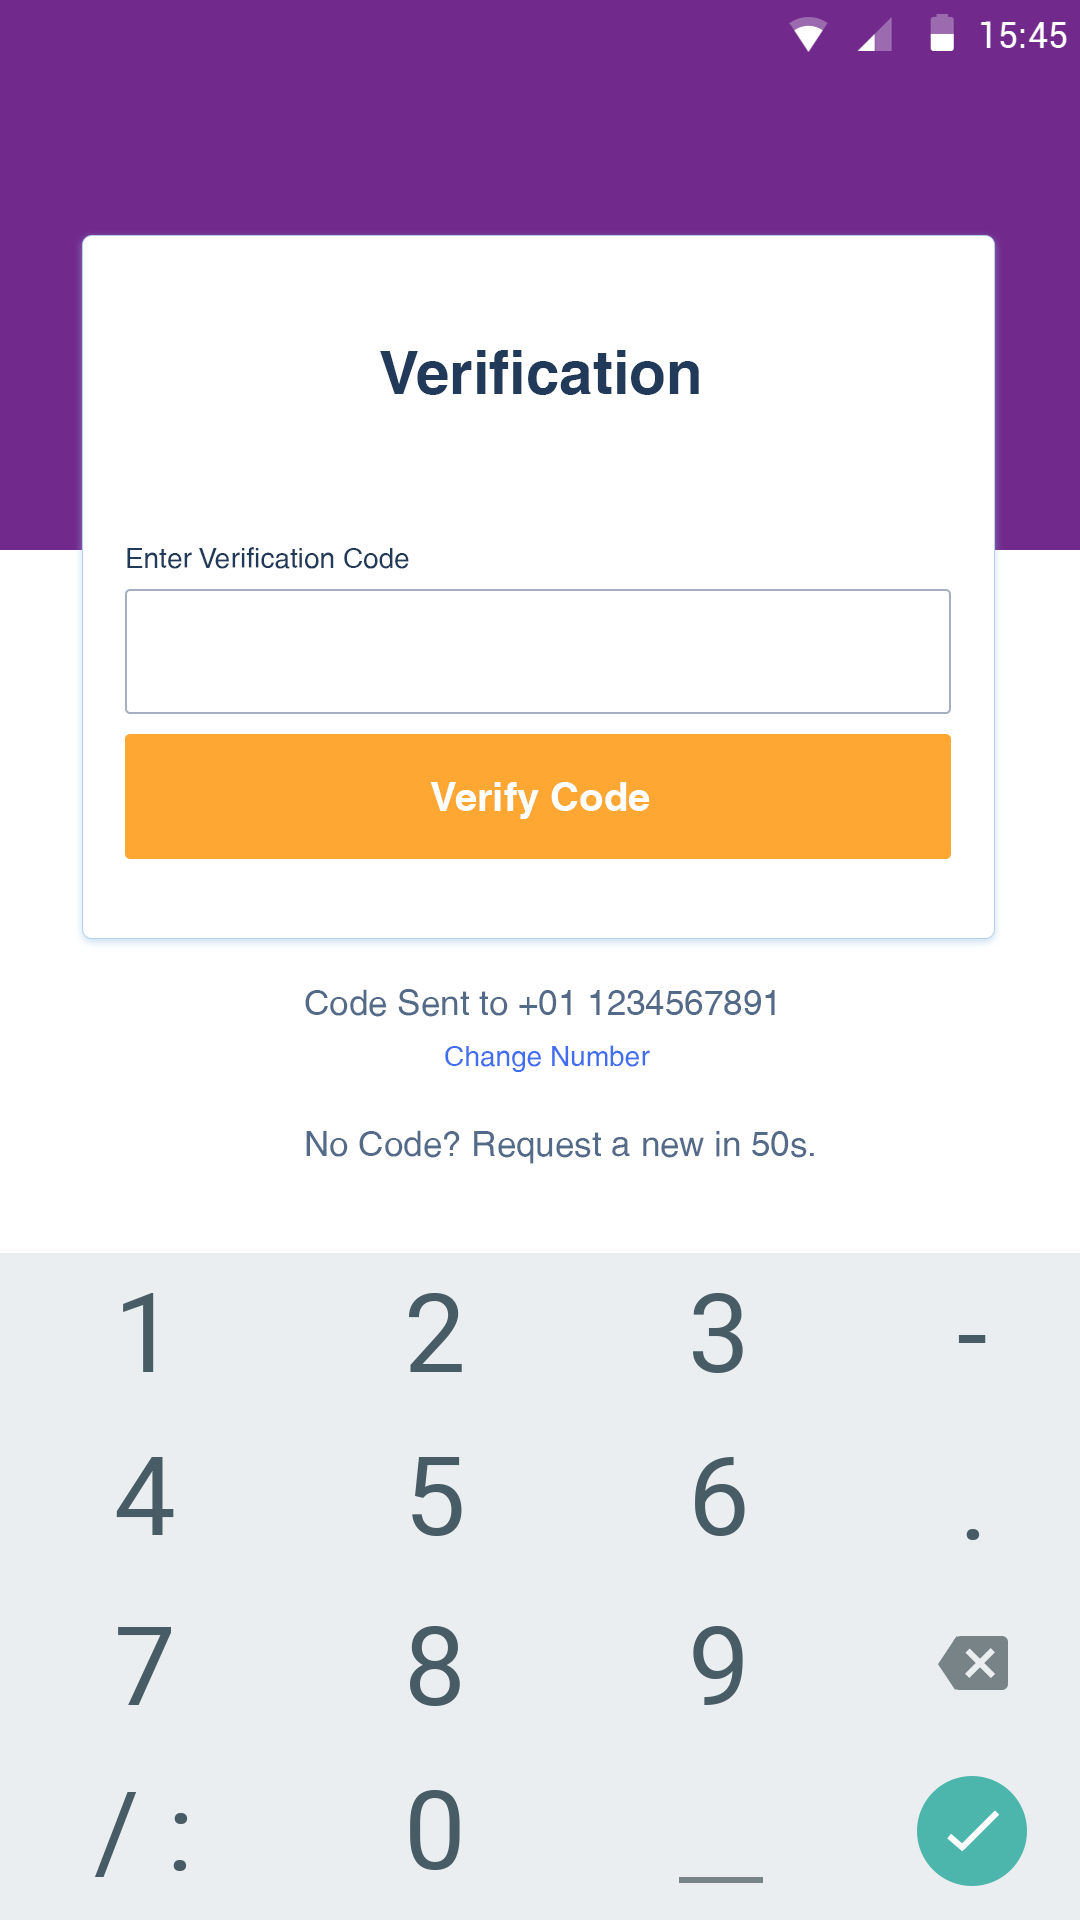 15:45
Verification
Enter Verification Code
Verify Code
Code Sent to +01 1234567891
Change Number
No Code? Request a new in 50s.
1 2 3 -
4 5 6 .
7 8 9
/ : 0 _